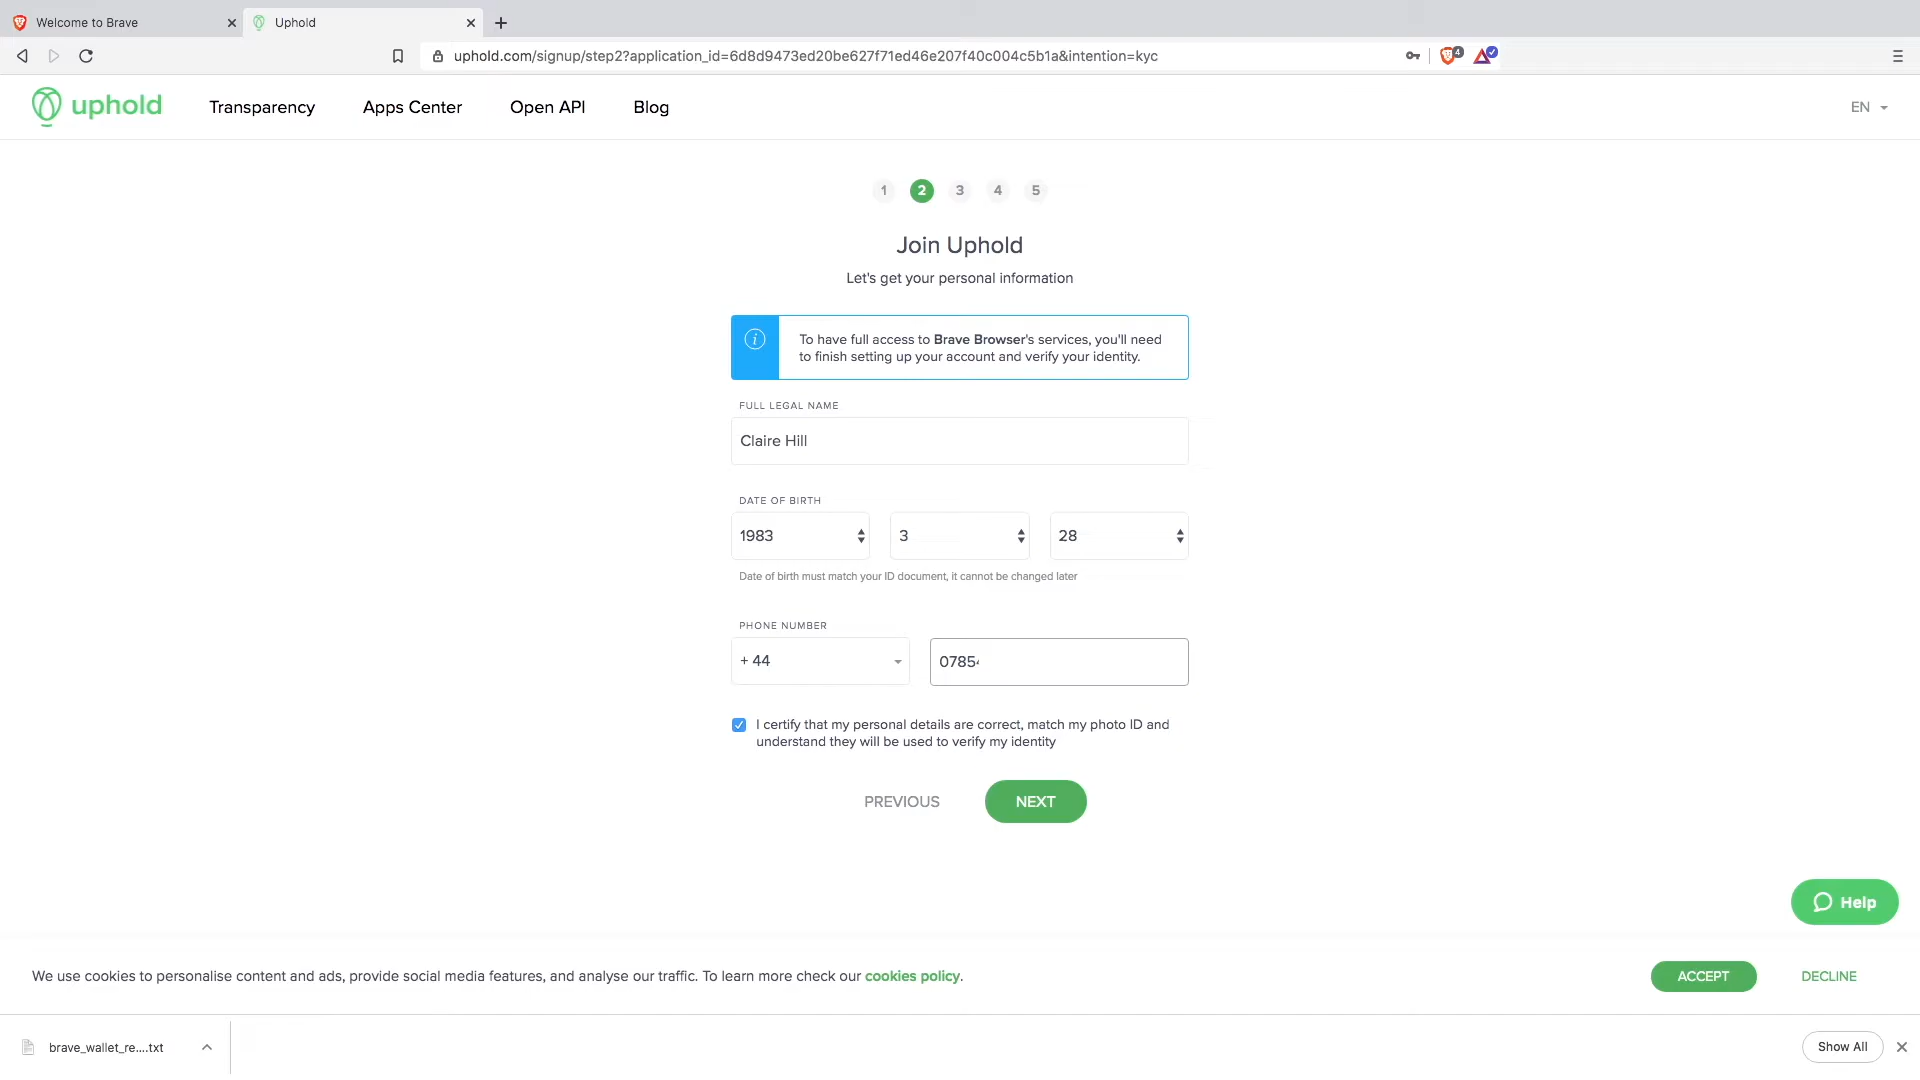 Welcome to Brave
Uphold
uphold.com/signup/step2?application_id=6d8d9473ed20be627f71ed46e207f40c004c5b1a&intention=kyc
4
uphold
Transparency
Apps Center
Open API
Blog
EN
1 2 3 4 5
Join Uphold
Let's get your personal information
To have full access to Brave Browser's services, you'll need
to finish setting up your account and verify your identity.
FULL LEGAL NAME
Claire Hill
DATE OF BIRTH
1983 3 28
Date of birth must match your ID document, it cannot be changed later
PHONE NUMBER
+ 44 0785
I certify that my personal details are correct, match my photo ID and
understand they will be used to verify my identity
PREVIOUS NEXT
Help
We use cookies to personalise content and ads, provide social media features, and analyse our traffic. To learn more check our cookies policy.
ACCEPT DECLINE
brave_wallet_re....txt
Show All